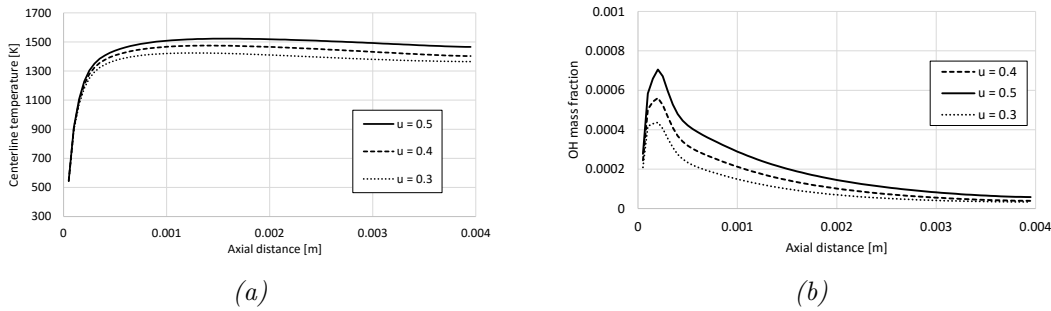 1700
1500
1300
1100
900
700
500
300
Centerline temperature [K]
u = 0.5
u = 0.4
u = 0.3
0
0.001
0.002
0.003
0.004
Axial distance [m]
(a)
0.001
0.0008
0.0006
0.0004
0.0002
0
OH mass fraction
u = 0.4
u = 0.5
u = 0.3
0
0.001
0.002
0.003
0.004
Axial distance [m]
(b)